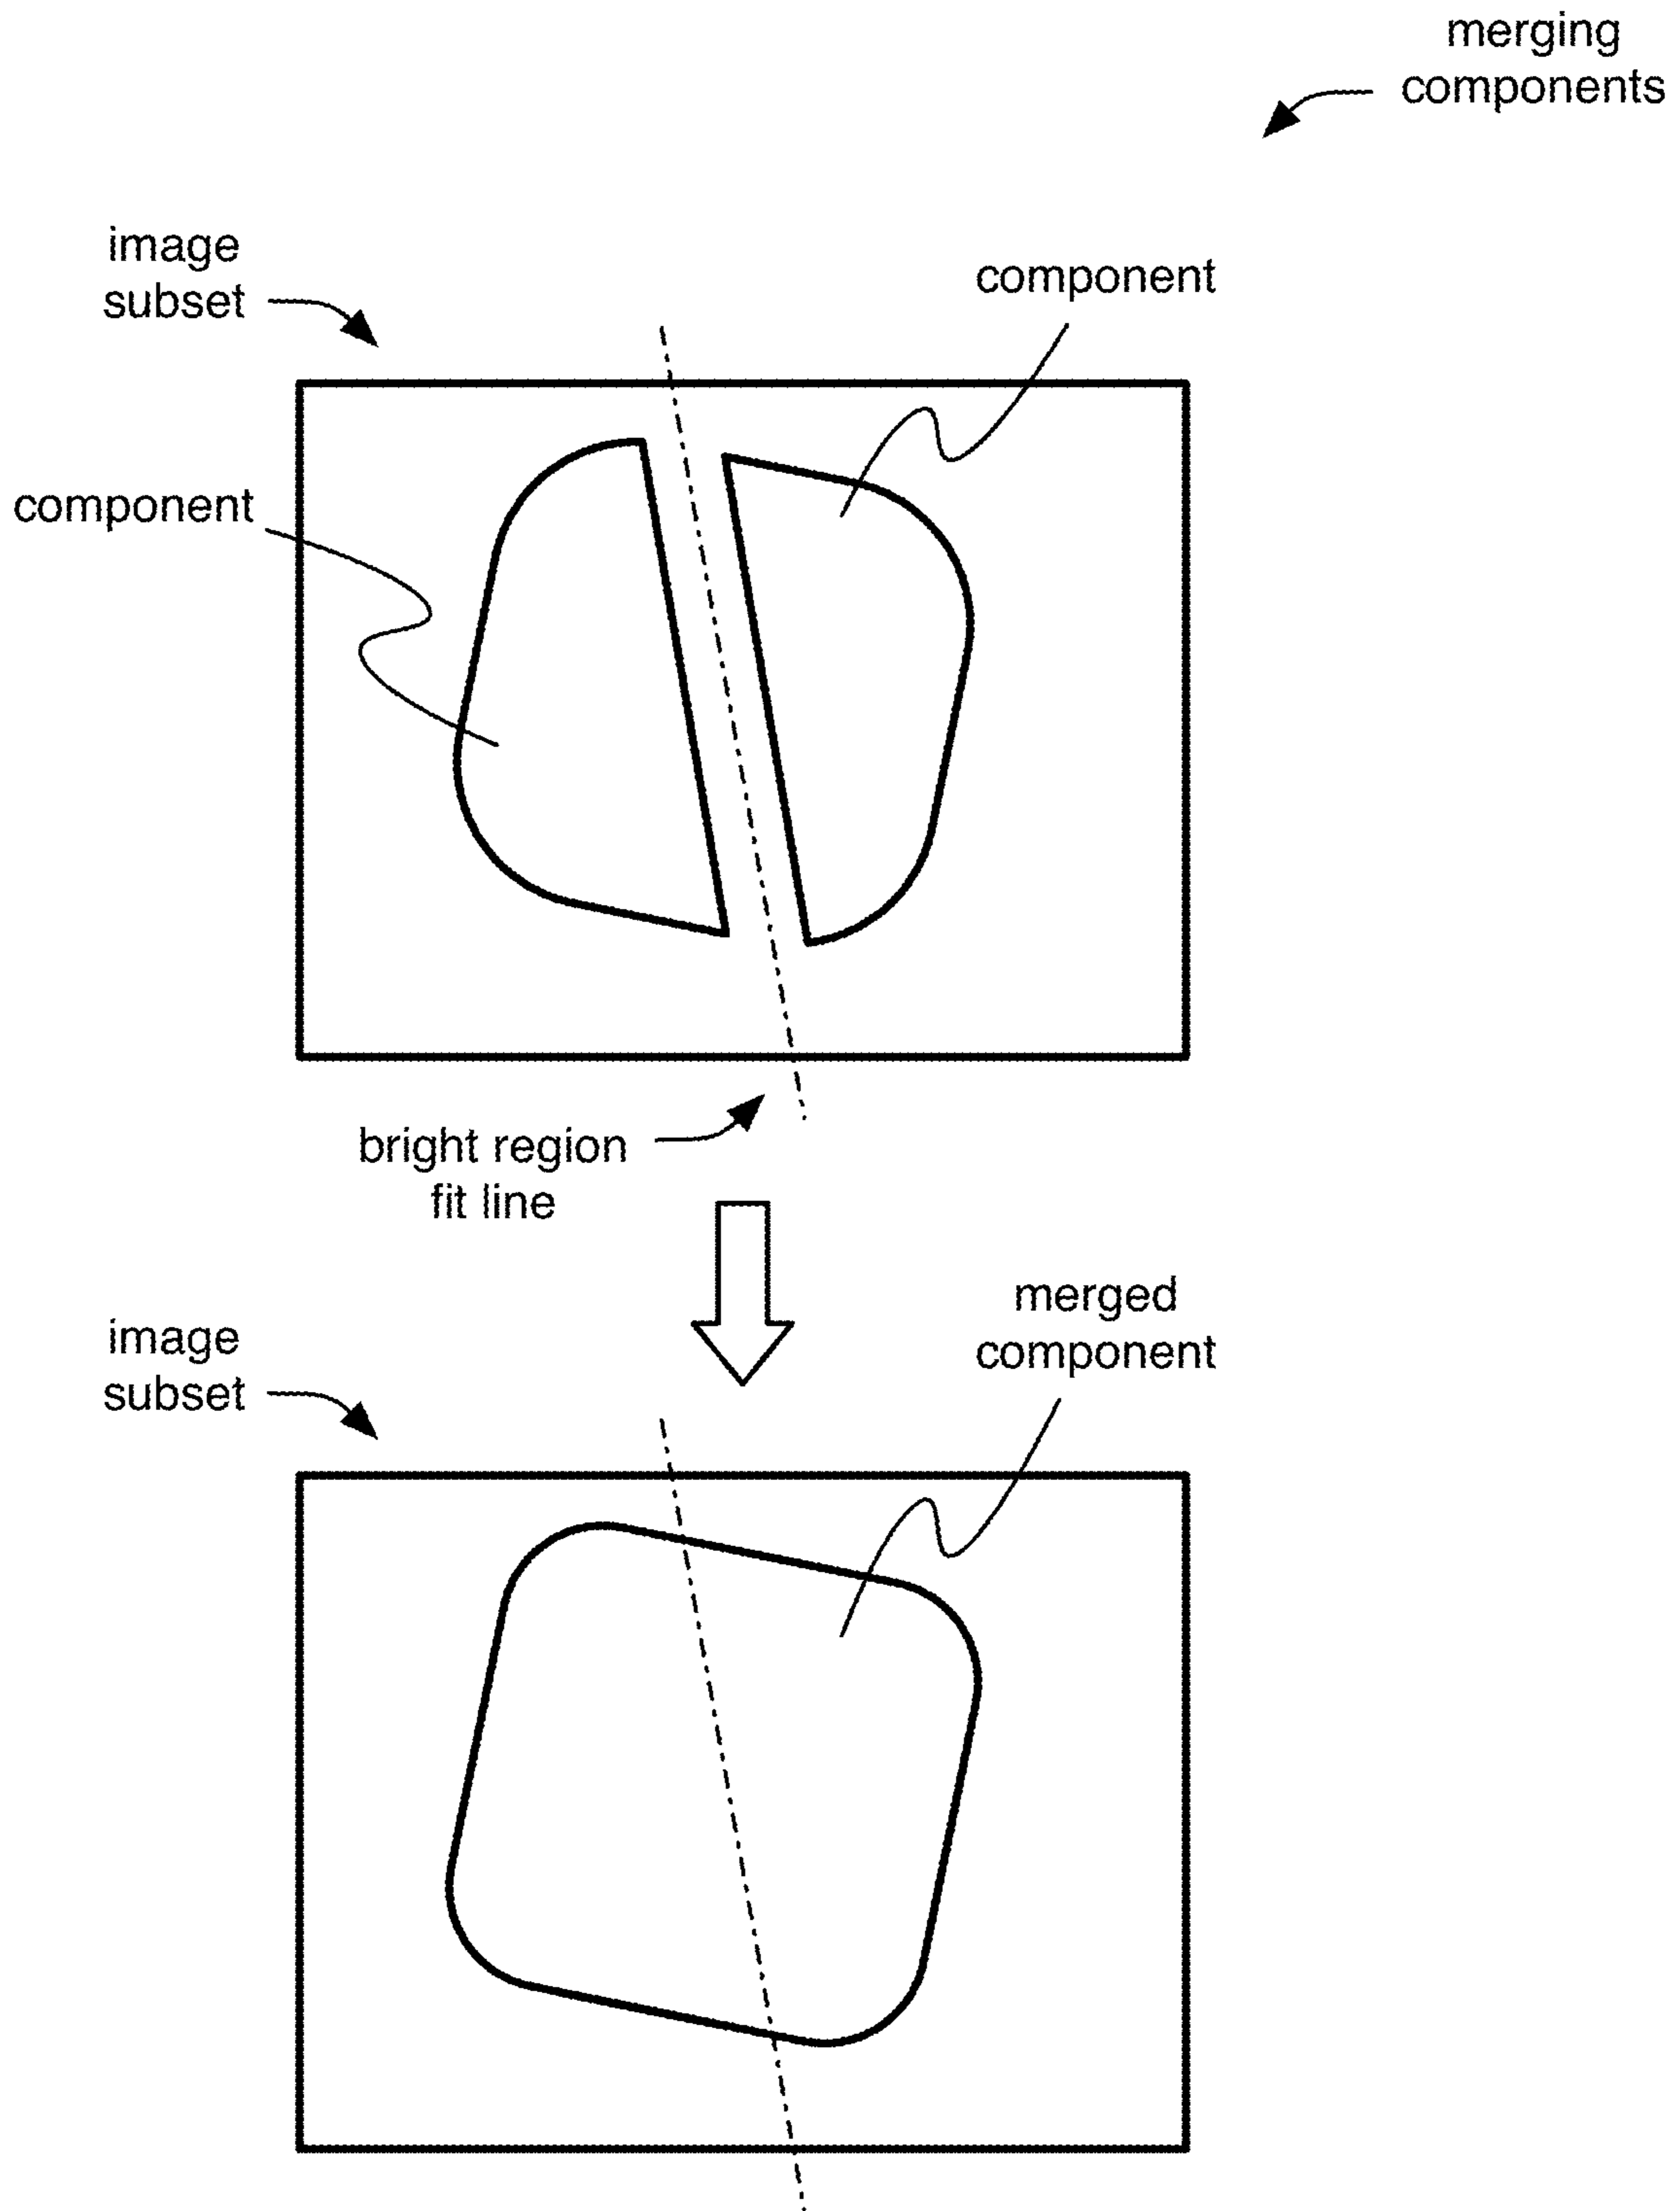 merging
components
image
subset
component
component
bright region
fit line
merged
component
image
subset